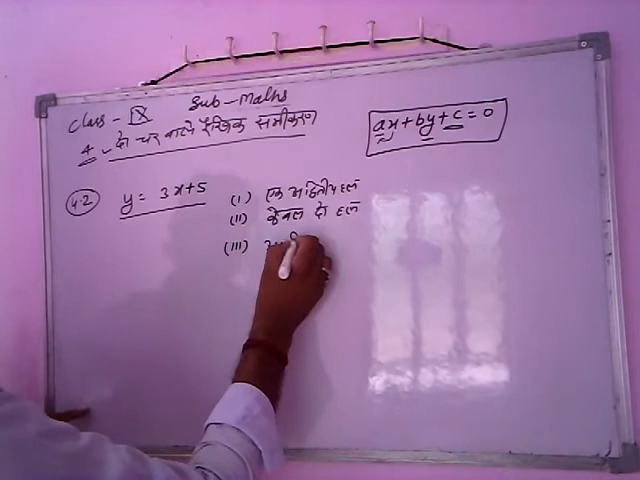 Sub-Maths
Class-IX
4. दो चर वाले रैखिक समीकरण
ax+by+c=0
4.2 y = 3x+5
(i) एक अद्वितीय हल
(ii) केवल दो हल
(iii)